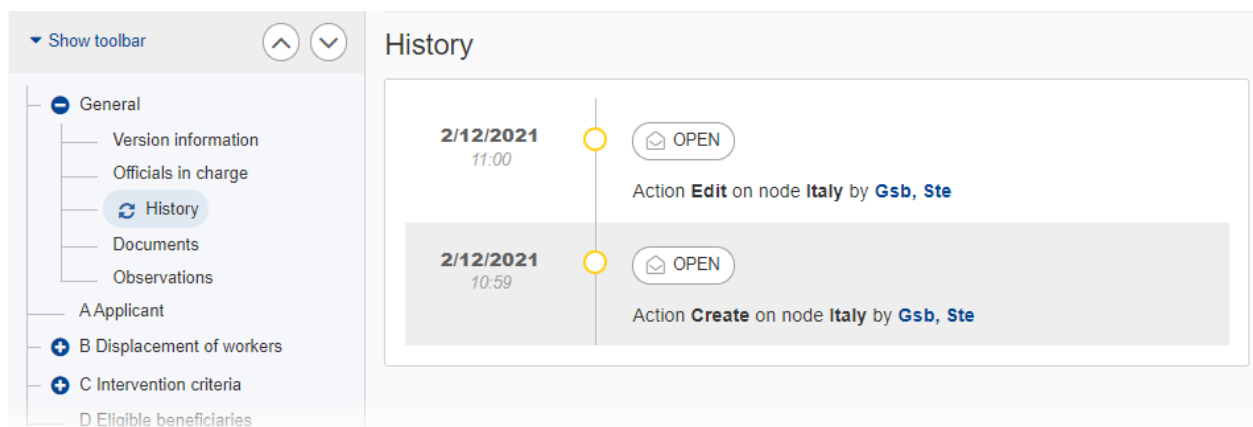 Show toolbar
General
Version information
Officials in charge
History
Documents
Observations
A Applicant
B Displacement of workers
C Intervention criteria
D Eligible beneficiaries
History
2/12/2021
11:00
OPEN
Action Edit on node Italy by Gsb, Ste
2/12/2021
10:59
OPEN
Action Create on node Italy by Gsb, Ste